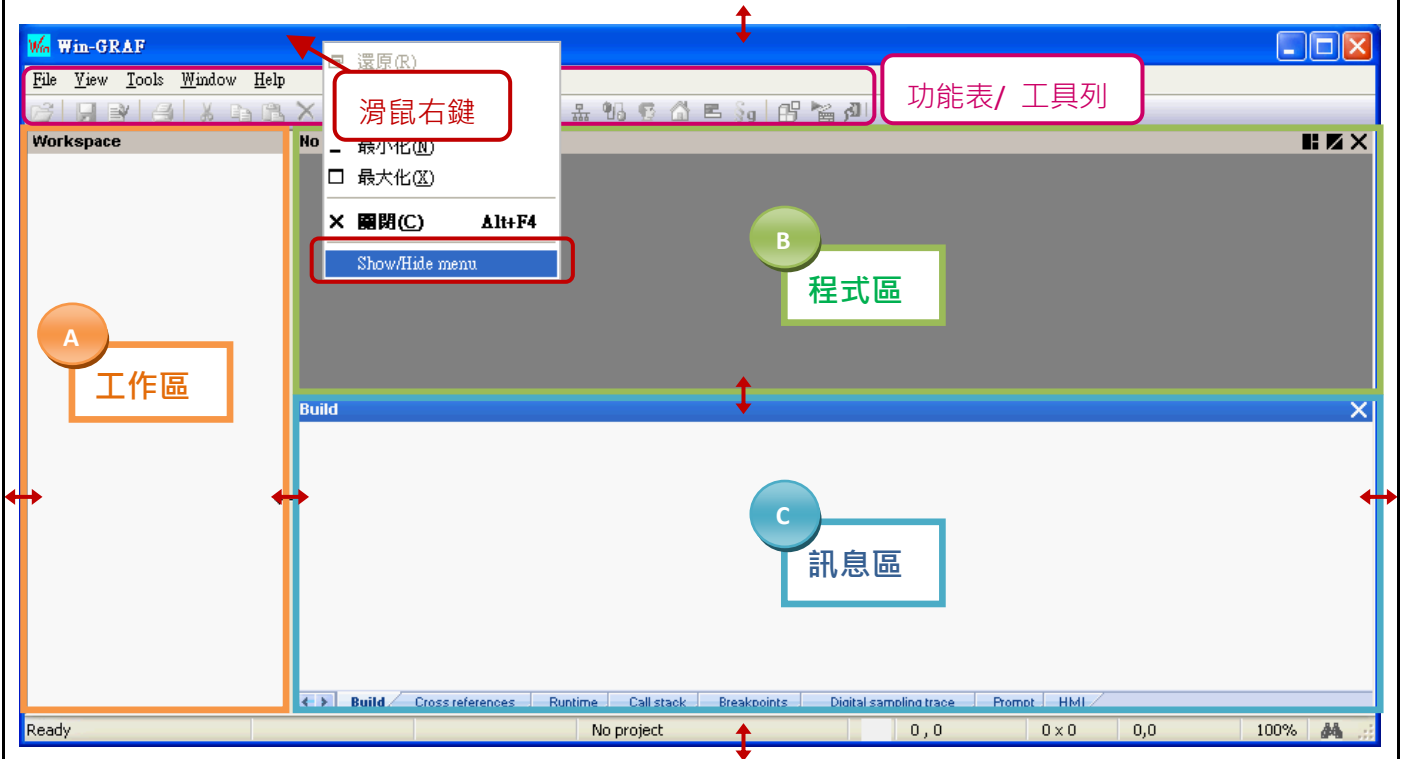 Win-GRAF
File View Tools Window Help
功能表/ 工具列
還原(R)
滑鼠右鍵
最小化(N)
最大化(X)
關閉(C) Alt+F4
Show/Hide menu
Workspace
No
A
工作區
B
程式區
Build
C
訊息區
Build Cross references Runtime Call stack Breakpoints Digital sampling trace Prompt HMI
Ready No project 0 , 0 0 x 0 0,0 100%